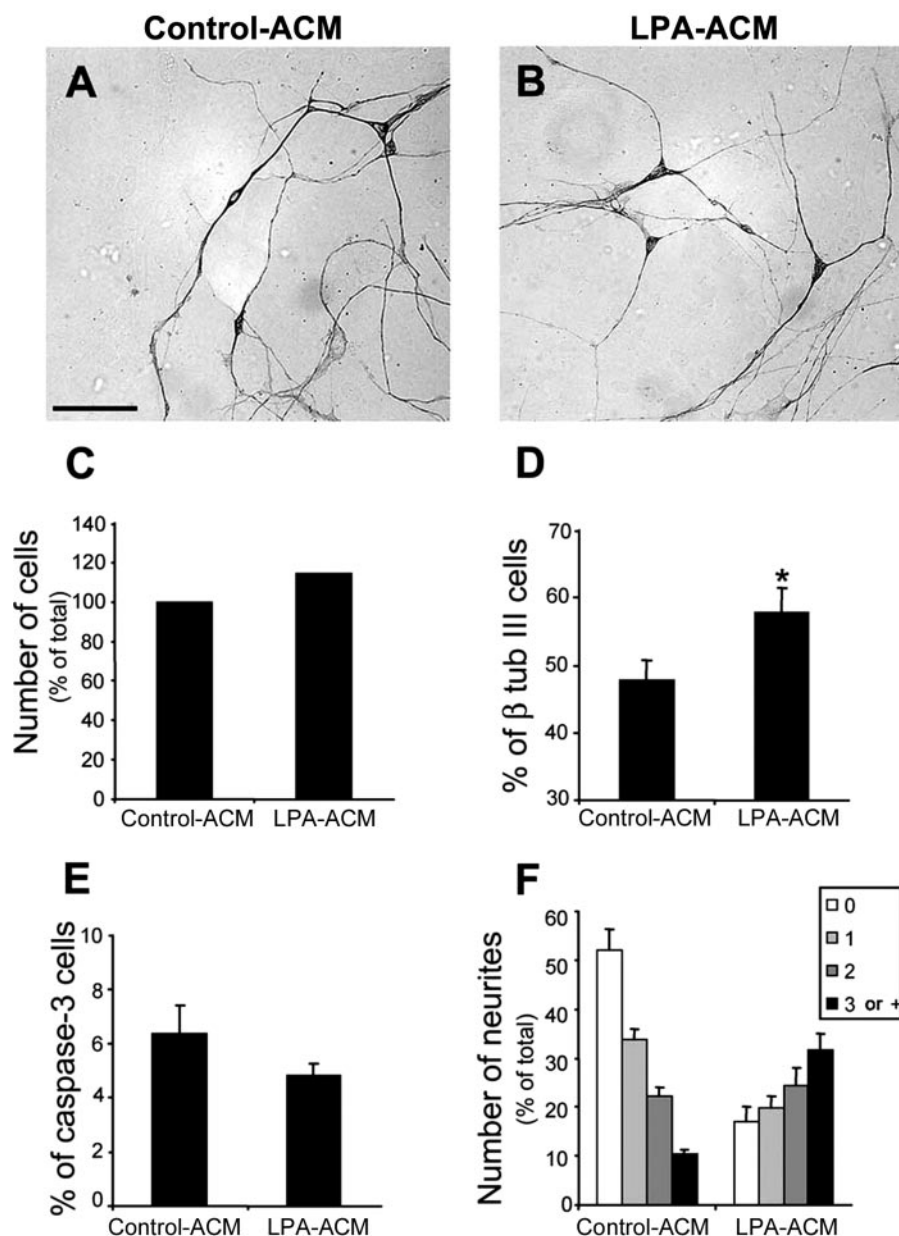 Control-ACM
LPA-ACM
A
B
C
Number of cells
(% of total)
140
120
100
80
60
40
20
0
Control-ACM
LPA-ACM
D
% of β tub III cells
70
60
50
40
30
*
Control-ACM
LPA-ACM
E
% of caspase-3 cells
10
8
6
4
2
0
Control-ACM
LPA-ACM
F
Number of neurites
(% of total)
60
50
40
30
20
10
0
0
1
2
3 or +
Control-ACM
LPA-ACM